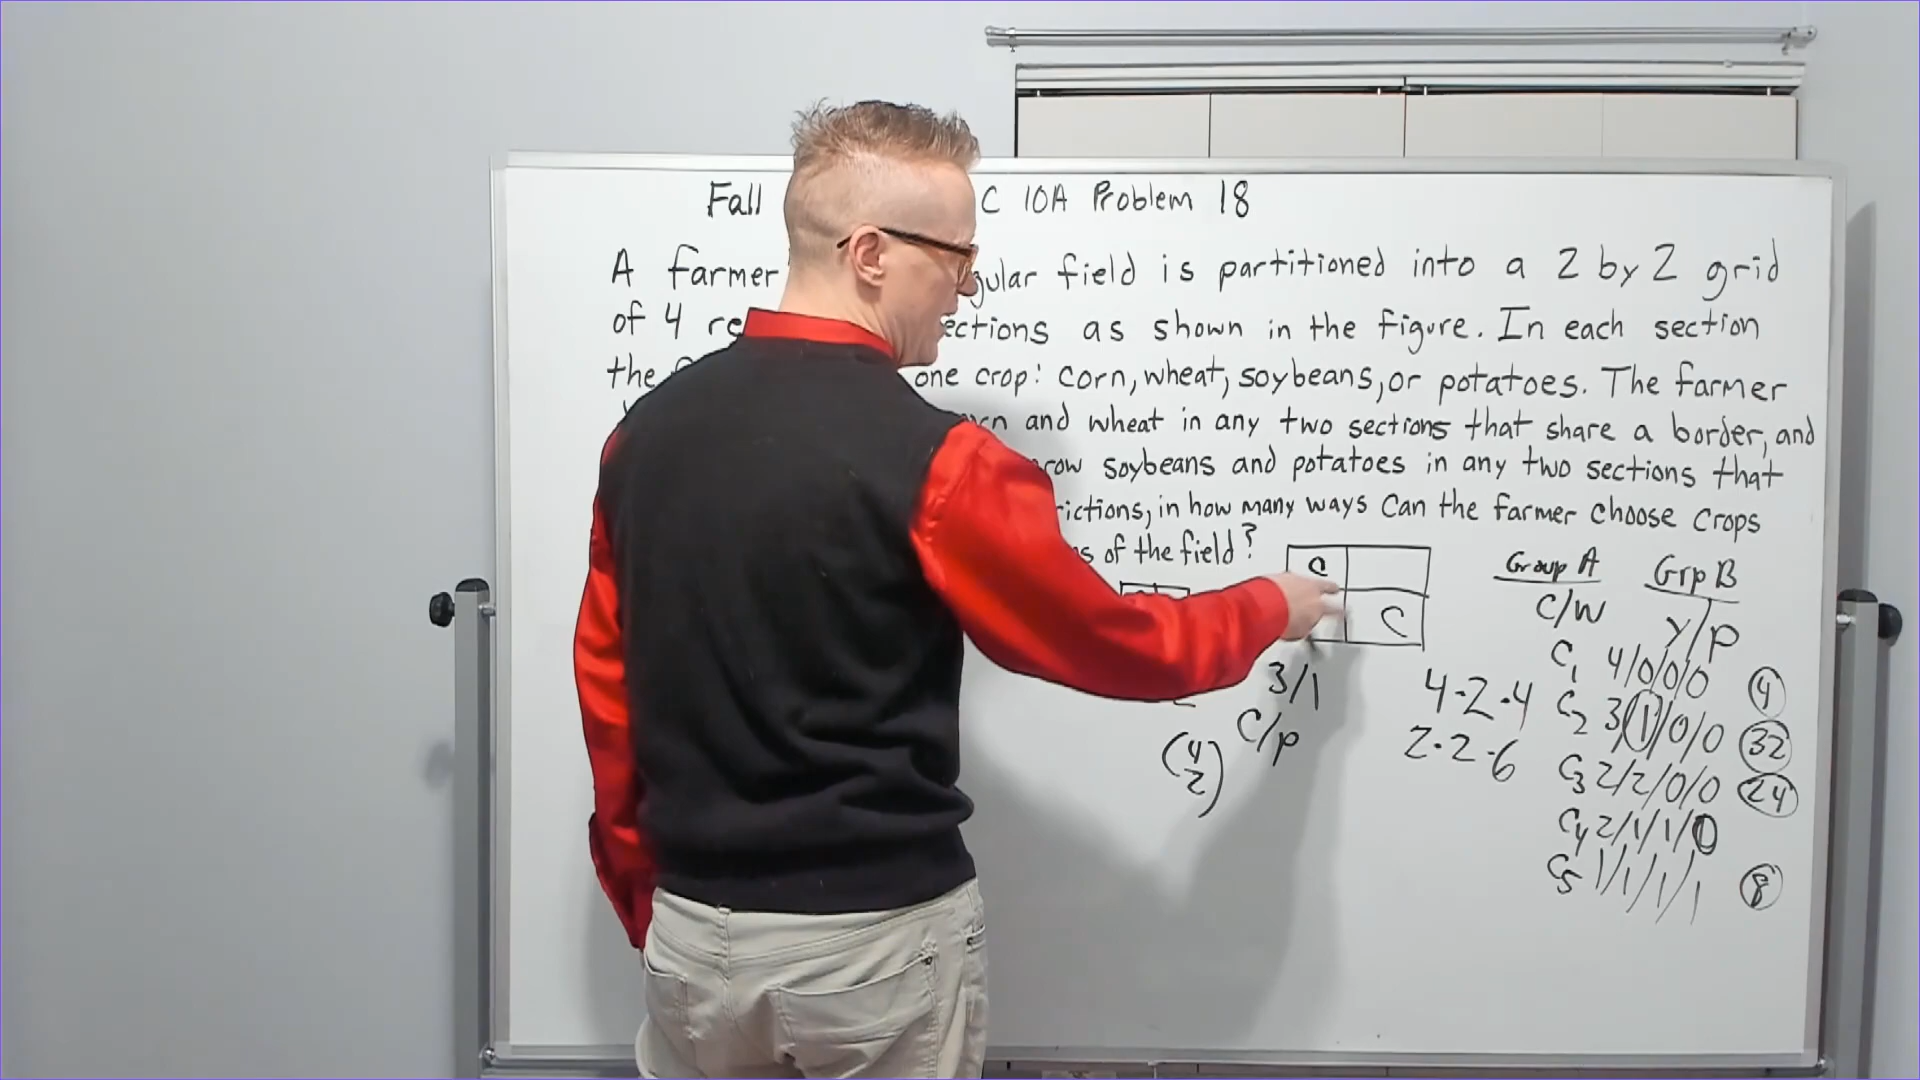 Fall C 10A Problem 18
A farmer gular field is partitioned into a 2 by 2 grid
of 4 re ections as shown in the figure. In each section
the one crop: corn, wheat, soybeans, or potatoes. The farmer
rn and wheat in any two sections that share a border, and
row soybeans and potatoes in any two sections that
rictions, in how many ways can the farmer choose crops
s of the field?
C
C
Group A Grp B
C/W Y/P
3/1
C/p
(4 2)
4·2·4
2·2·6
C1 4/0/0/0 4
C2 3/1/0/0 32
C3 2/2/0/0 24
C4 2/1/1/0
C5 1/1/1/1 8